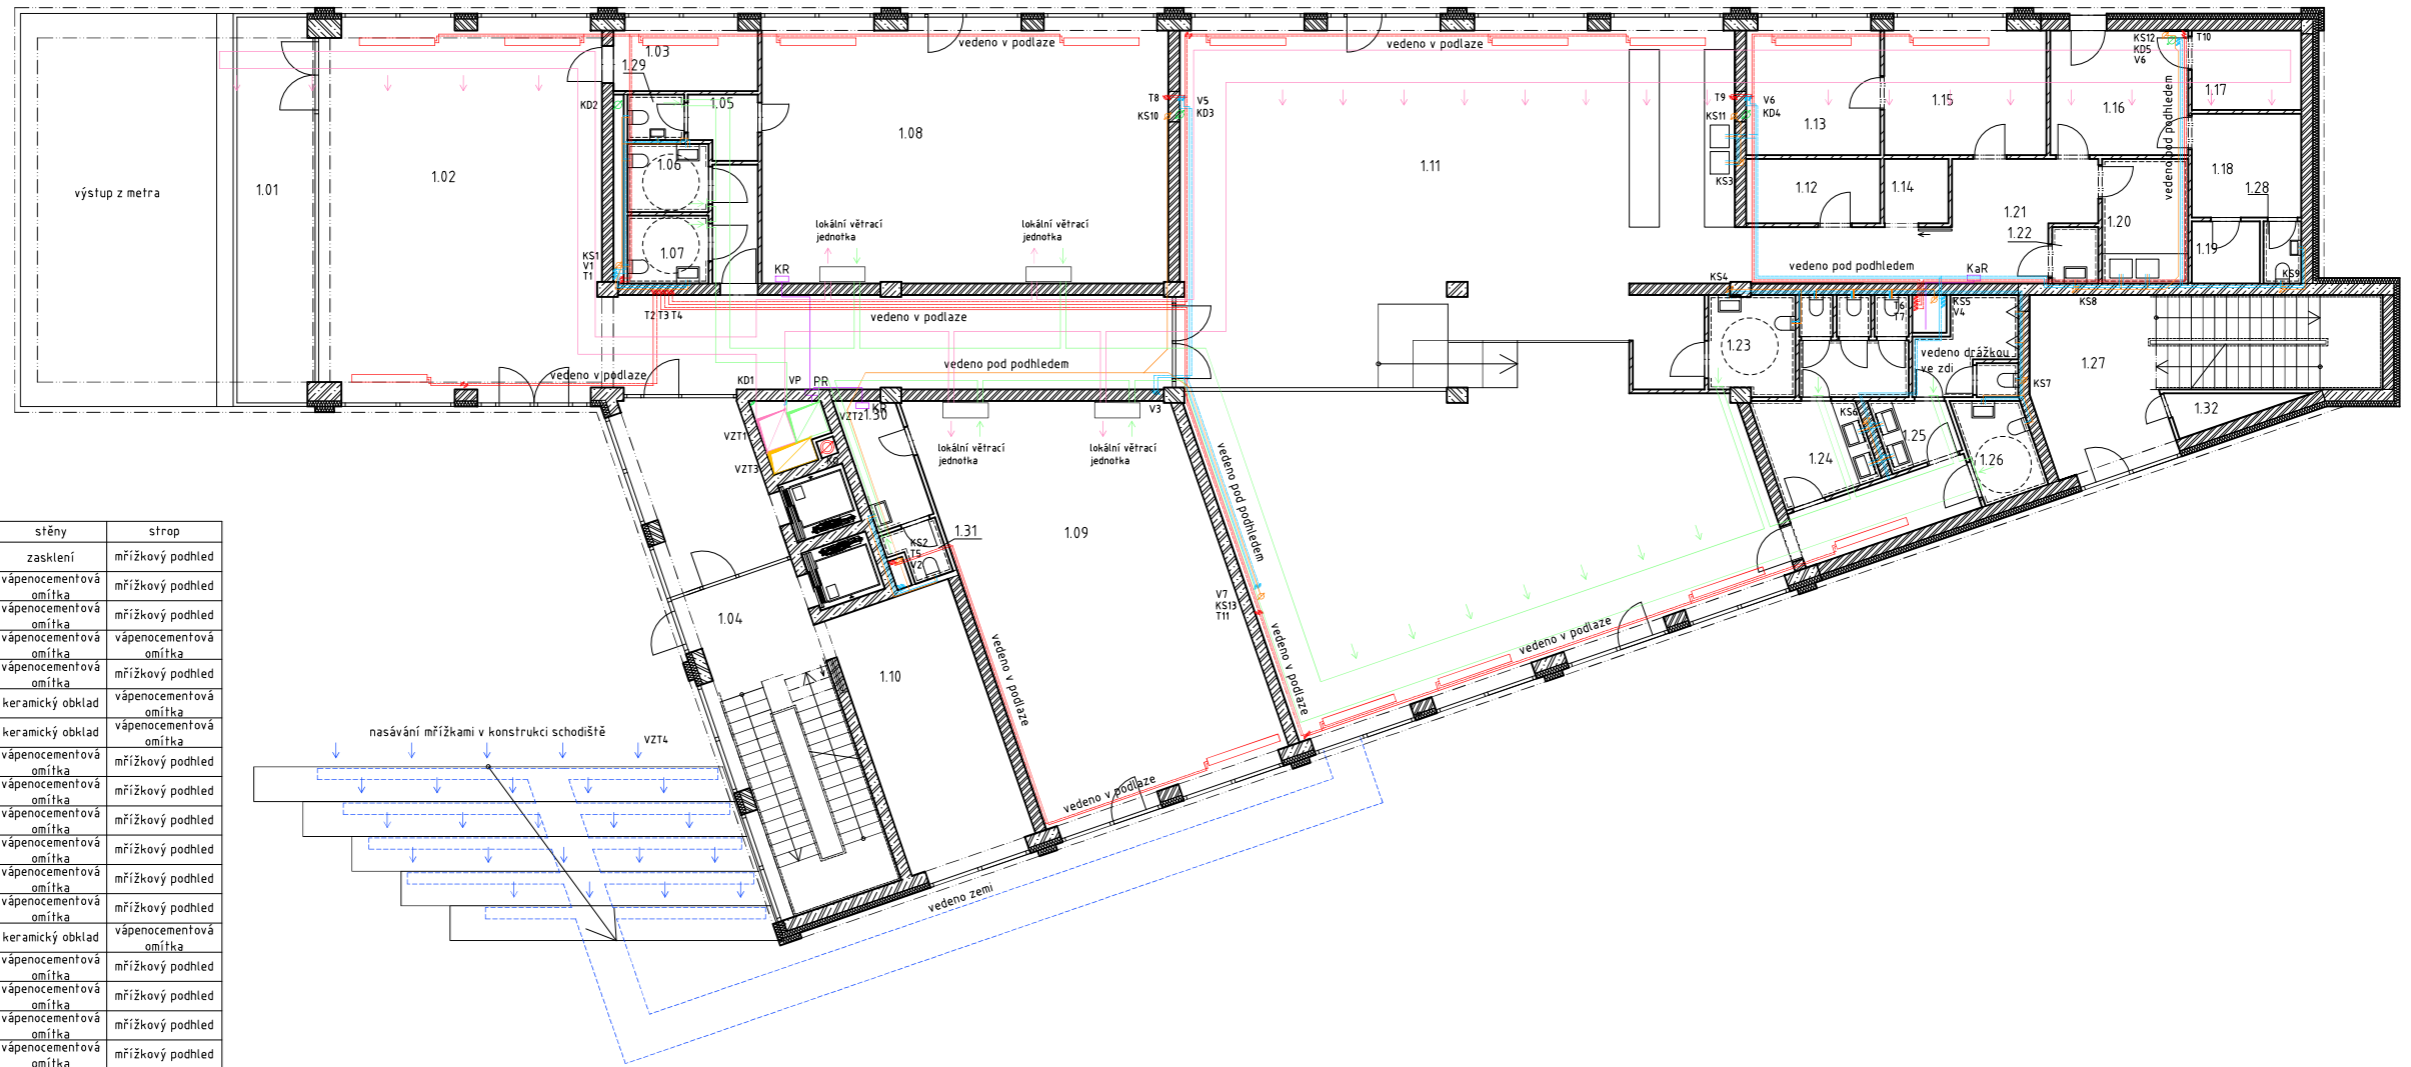 vedeno v podlaze
vedeno v podlaze
KS12
KD5
V6
T10
1.03
1.29
1.05
KD2
T8
KS10
V5
KD3
T9
KS11
V6
KD4
KS3
1.17
1.15
1.16
1.13
vedeno pod podhledem
1.08
1.11
1.06
výstup z metra
1.01
1.02
1.12
1.14
1.18
1.28
1.21
1.22
1.20
1.19
1.07
lokální větrací
jednotka
lokální větrací
jednotka
KS1
V1
T1
KR
vedeno pod podhledem
KaR
KS4
KS9
KS8
T2 T3 T4
vedeno v podlaze
T6
T7
KS5
V4
1.23
vedeno drážkou
ve zdi
1.27
vedeno pod podhledem
vedeno v podlaze
KD1
VP
PR
KS7
V3
VZT2
1.30
1.32
VZT1
VZT3
KS6
1.24
1.25
1.26
lokální větrací
jednotka
lokální větrací
jednotka
vedeno pod podhledem
1.31
KS2
T5
V2
1.09
V7
KS13
T11
1.04
1.10
vedeno v podlaze
vedeno v podlaze
vedeno v podlaze
vedeno v podlaze
vedeno zemí
nasávání mřížkami v konstrukci schodiště
VZT4
stěny strop
zasklení mřížkový podhled
vápenocementová omítka mřížkový podhled
vápenocementová omítka mřížkový podhled
vápenocementová omítka vápenocementová omítka
vápenocementová omítka mřížkový podhled
keramický obklad vápenocementová omítka
keramický obklad vápenocementová omítka
vápenocementová omítka mřížkový podhled
vápenocementová omítka mřížkový podhled
vápenocementová omítka mřížkový podhled
vápenocementová omítka mřížkový podhled
vápenocementová omítka mřížkový podhled
vápenocementová omítka mřížkový podhled
keramický obklad vápenocementová omítka
vápenocementová omítka mřížkový podhled
vápenocementová omítka mřížkový podhled
vápenocementová omítka mřížkový podhled
vápenocementová omítka mřížkový podhled